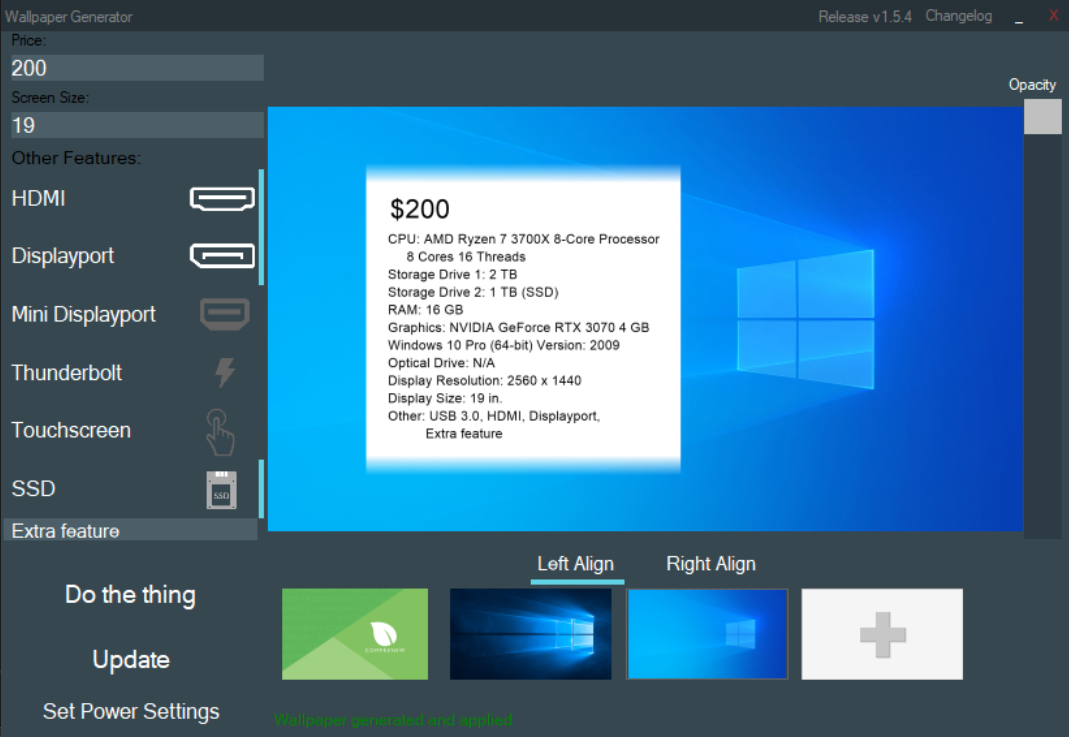 Wallpaper Generator
Release v1.5.4 Changelog _ X
Price:
200
Screen Size:
19
Other Features:
HDMI
Displayport
Mini Displayport
Thunderbolt
Touchscreen
SSD
SSD
Extra feature
Do the thing
Update
Set Power Settings
Opacity
$200
CPU: AMD Ryzen 7 3700X 8-Core Processor
8 Cores 16 Threads
Storage Drive 1: 2 TB
Storage Drive 2: 1 TB (SSD)
RAM: 16 GB
Graphics: NVIDIA GeForce RTX 3070 4 GB
Windows 10 Pro (64-bit) Version: 2009
Optical Drive: N/A
Display Resolution: 2560 x 1440
Display Size: 19 in.
Other: USB 3.0, HDMI, Displayport,
Extra feature
Left Align
Right Align
Wallpaper generated and applied